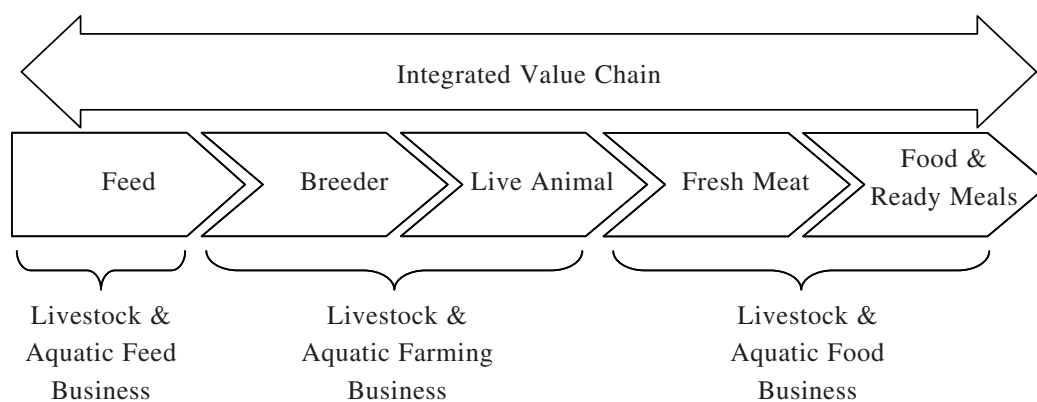 Integrated Value Chain
Feed
Breeder
Live Animal
Fresh Meat
Food &
Ready Meals
Livestock &
Aquatic Feed
Business
Livestock &
Aquatic Farming
Business
Livestock &
Aquatic Food
Business